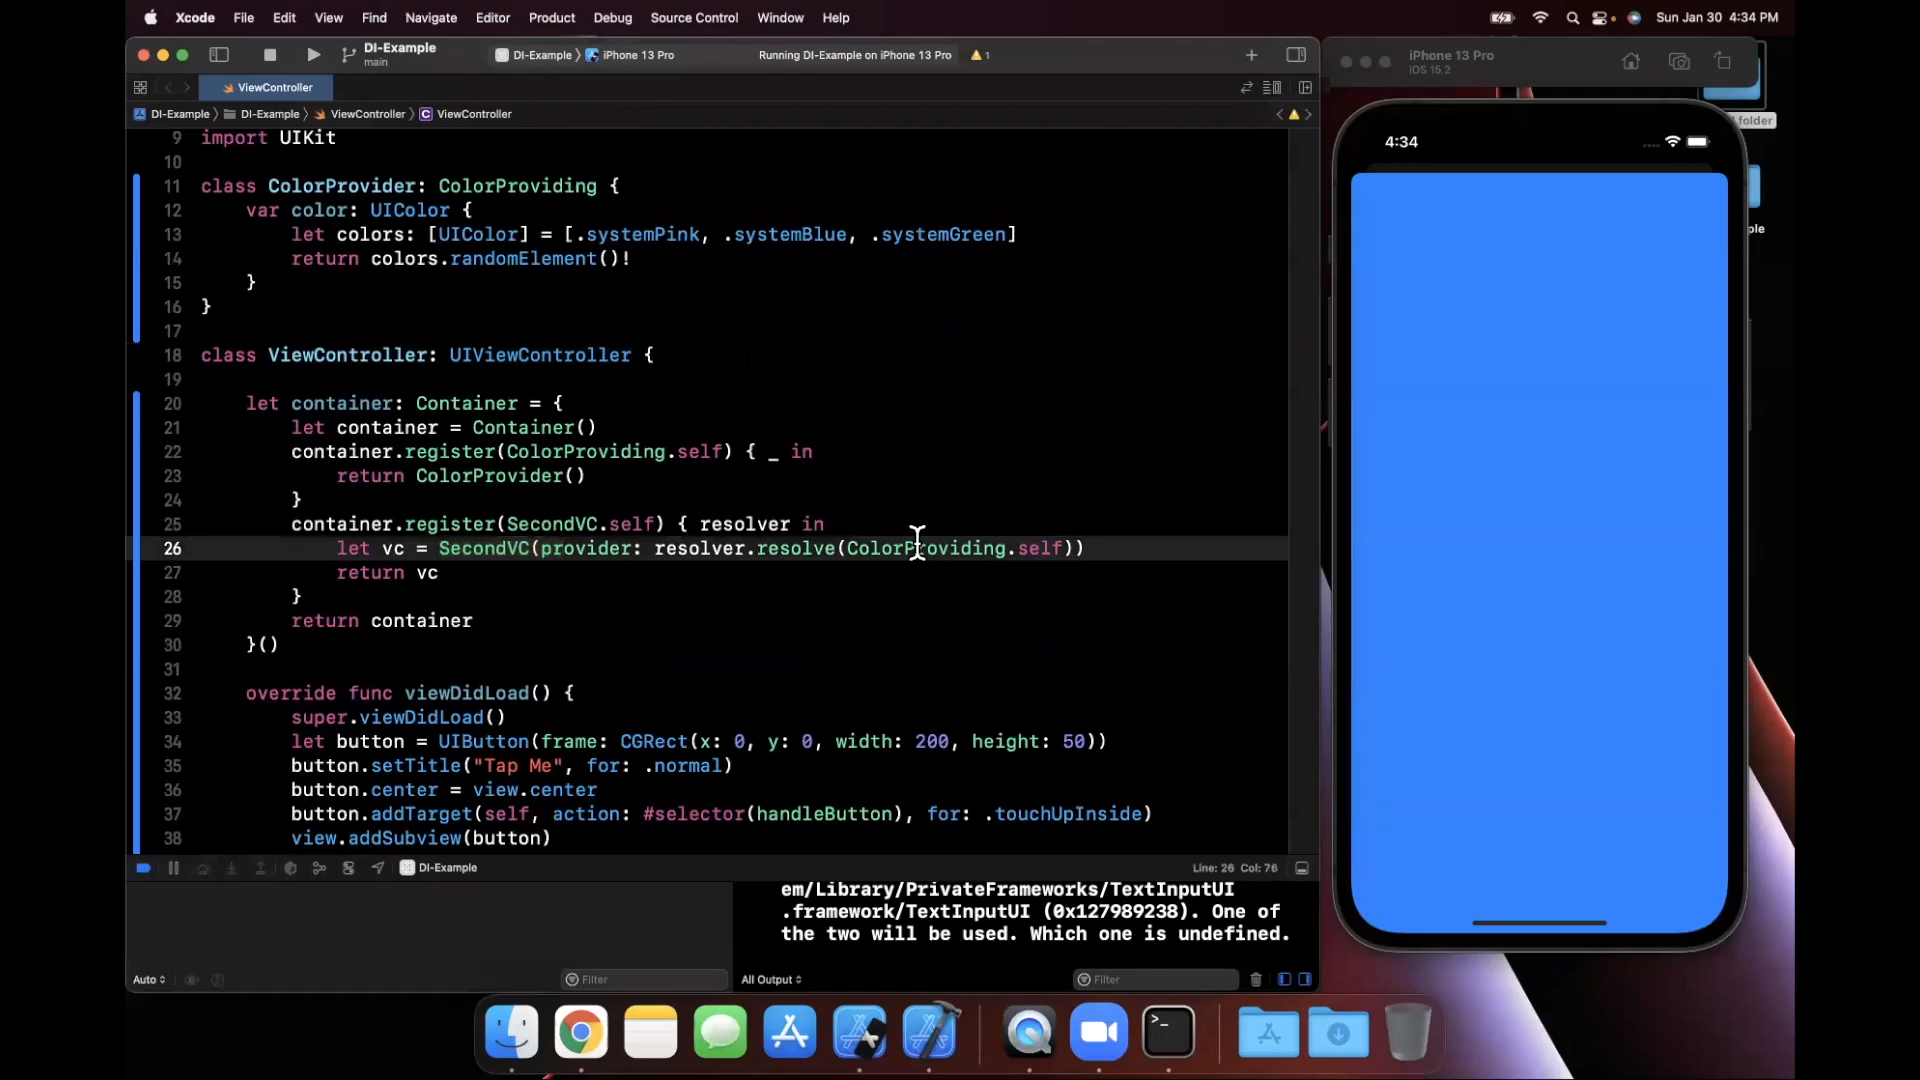 Xcode File Edit View Find Navigate Editor Product Debug Source Control Window Help Sun Jan 30 4:34 PM
DI-Example
main
DI-Example iPhone 13 Pro
Running DI-Example on iPhone 13 Pro 1
iPhone 13 Pro
iOS 15.2
ViewController
DI-Example DI-Example ViewController C ViewController
folder
ple
4:34
9 import UIKit
10
11 class ColorProvider: ColorProviding {
12 var color: UIColor {
13 let colors: [UIColor] = [.systemPink, .systemBlue, .systemGreen]
14 return colors.randomElement()!
15 }
16 }
17
18 class ViewController: UIViewController {
19
20 let container: Container = {
21 let container = Container()
22 container.register(ColorProviding.self) { _ in
23 return ColorProvider()
24 }
25 container.register(SecondVC.self) { resolver in
26 let vc = SecondVC(provider: resolver.resolve(ColorProviding.self))
27 return vc
28 }
29 return container
30 }()
31
32 override func viewDidLoad() {
33 super.viewDidLoad()
34 let button = UIButton(frame: CGRect(x: 0, y: 0, width: 200, height: 50))
35 button.setTitle("Tap Me", for: .normal)
36 button.center = view.center
37 button.addTarget(self, action: #selector(handleButton), for: .touchUpInside)
38 view.addSubview(button)
DI-Example
Line: 26 Col: 76
em/Library/PrivateFrameworks/TextInputUI
.framework/TextInputUI (0x127989238). One of
the two will be used. Which one is undefined.
Auto Filter All Output Filter